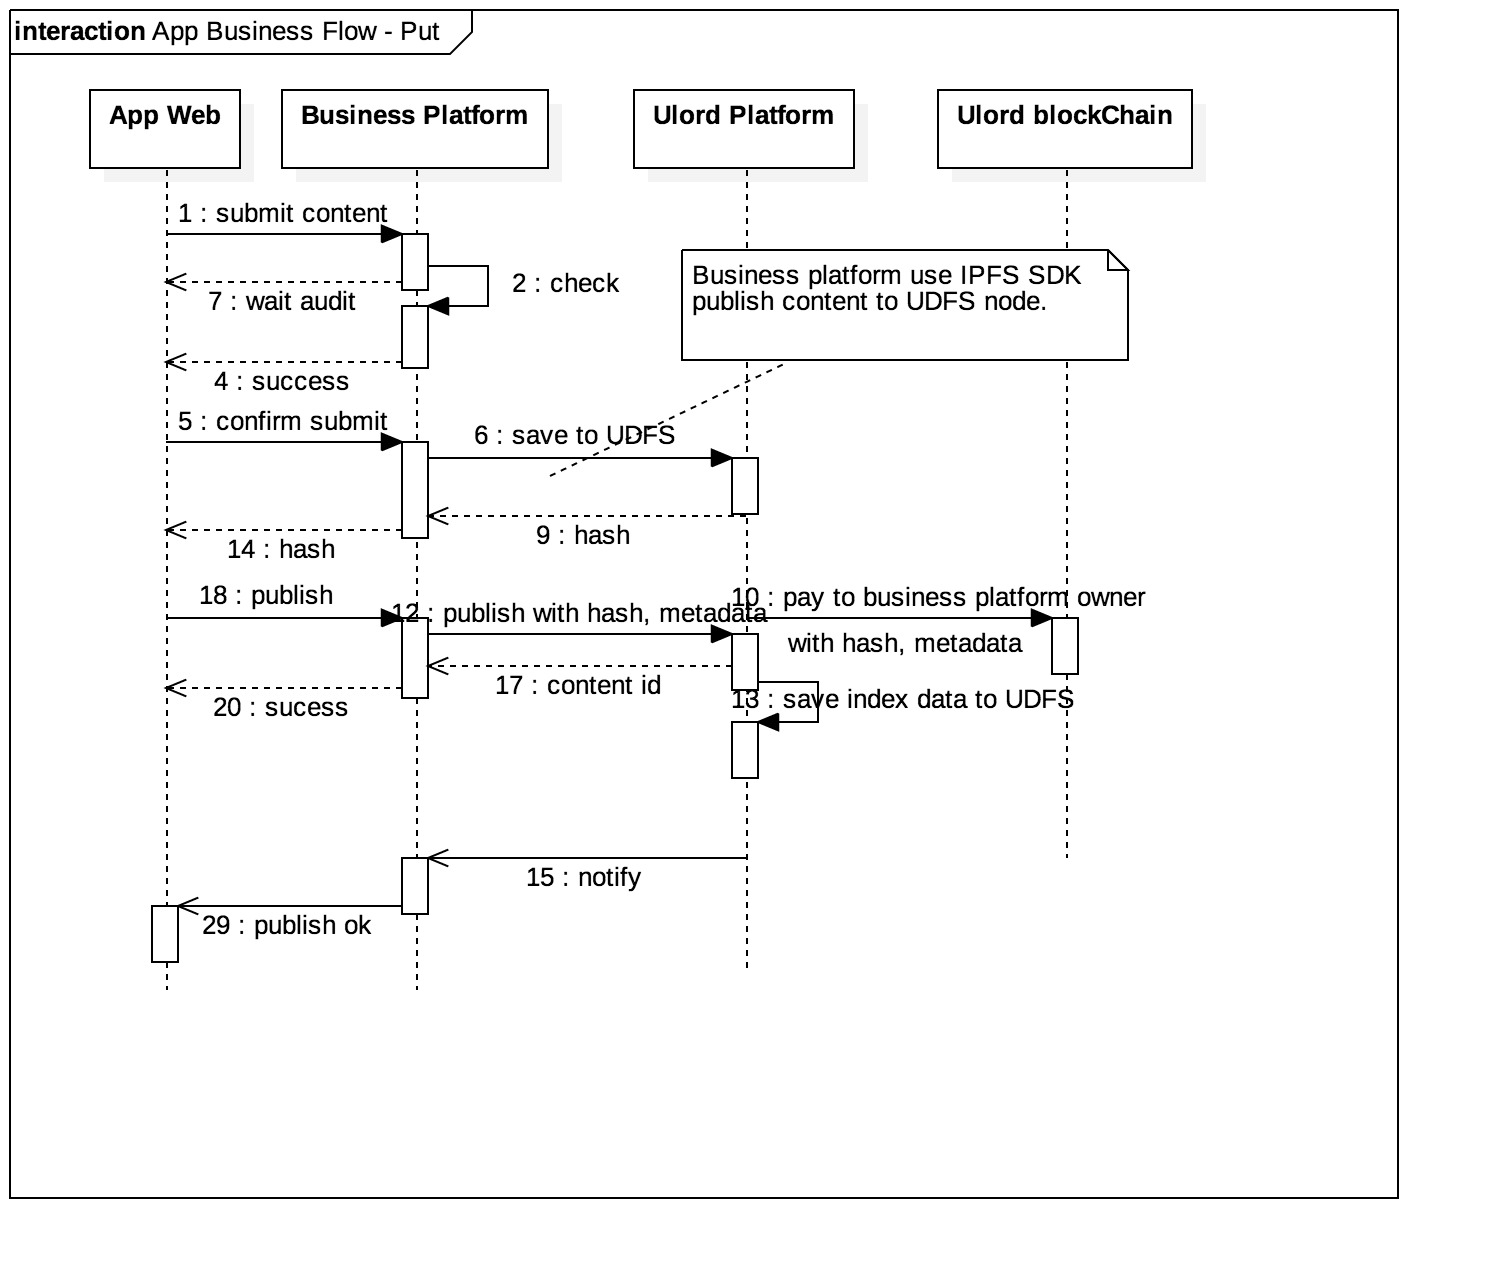 interaction App Business Flow - Put
App Web
Business Platform
Ulord Platform
Ulord blockChain
1 : submit content
2 : check
7 : wait audit
Business platform use IPFS SDK
publish content to UDFS node.
4 : success
5 : confirm submit
6 : save to UDFS
9 : hash
14 : hash
18 : publish
12 : publish with hash, metadata
10 : pay to business platform owner
with hash, metadata
17 : content id
13 : save index data to UDFS
20 : sucess
15 : notify
29 : publish ok